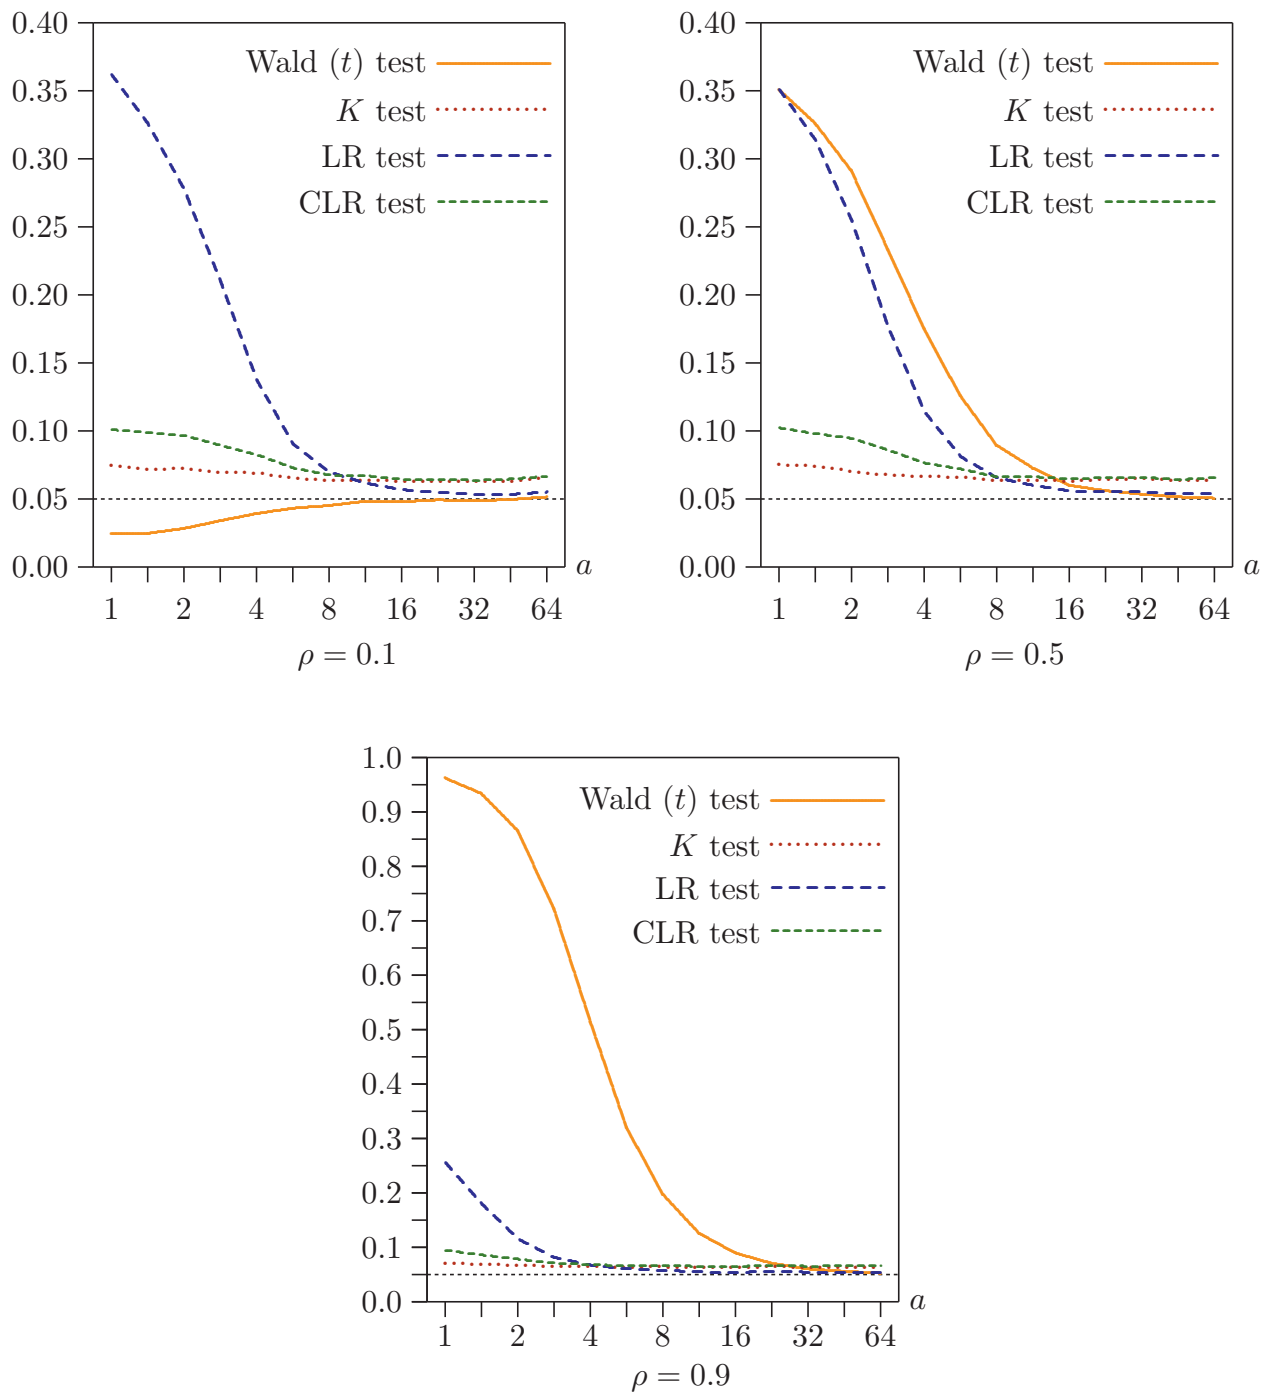 0.40
0.35
0.30
0.25
0.20
0.15
0.10
0.05
0.00
Wald (t) test
K test
LR test
CLR test
1 2 4 8 16 32 64
a
ρ = 0.1
0.40
0.35
0.30
0.25
0.20
0.15
0.10
0.05
0.00
Wald (t) test
K test
LR test
CLR test
1 2 4 8 16 32 64
a
ρ = 0.5
1.0
0.9
0.8
0.7
0.6
0.5
0.4
0.3
0.2
0.1
0.0
Wald (t) test
K test
LR test
CLR test
1 2 4 8 16 32 64
a
ρ = 0.9